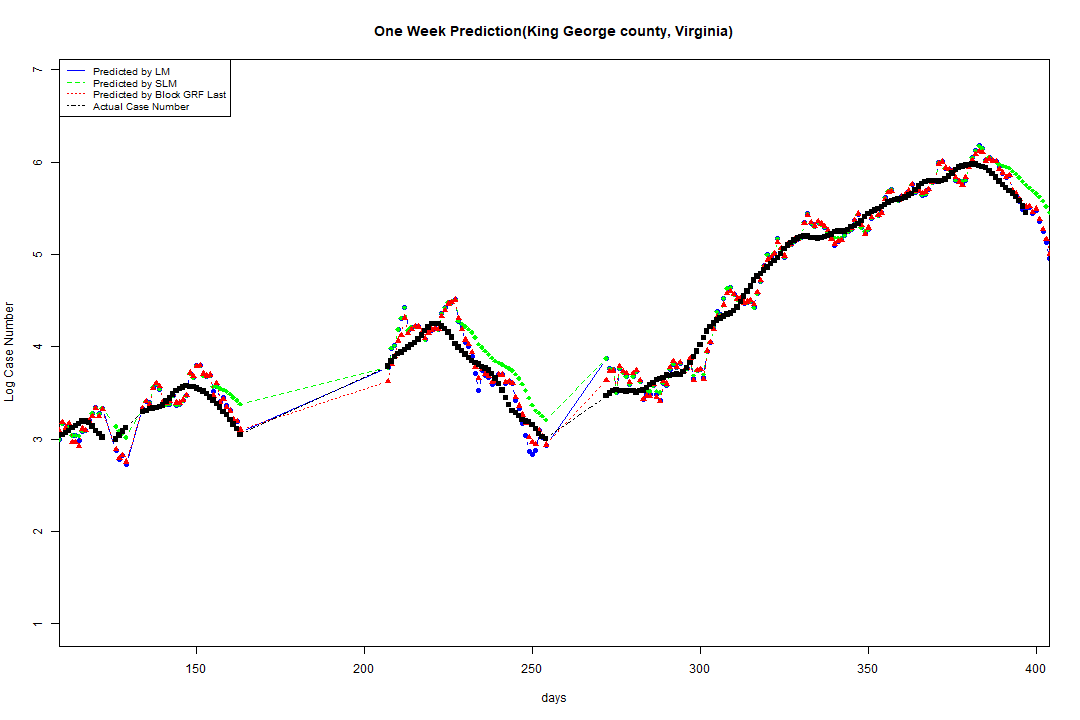 One Week Prediction(King George county, Virginia)
Predicted by LM
Predicted by SLM
Predicted by Block GRF Last
Actual Case Number
Log Case Number
7
6
5
4
3
2
1
150 200 250 300 350 400
days